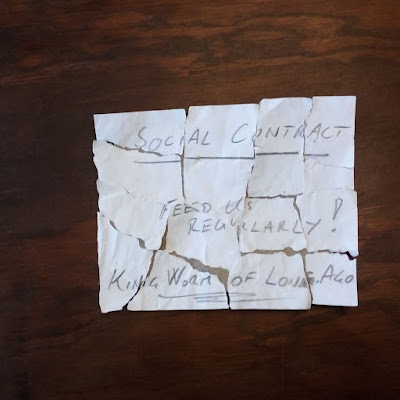 SOCIAL CONTRACT
FEED US
REGULARLY!
KING WORM OF LONG AGO